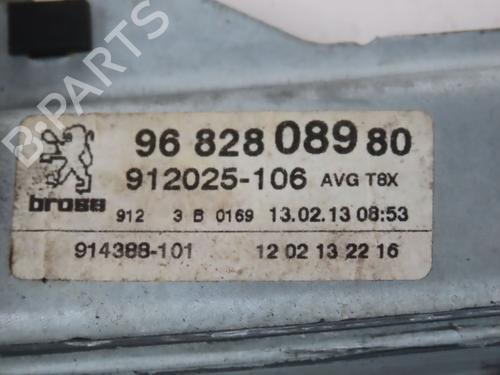 B-PARTS
96 828 089 80
912025-106 AVG T8X
brose
912 3 B 0169 13.02.13 08:53
914388-101 12 02 13 22 16